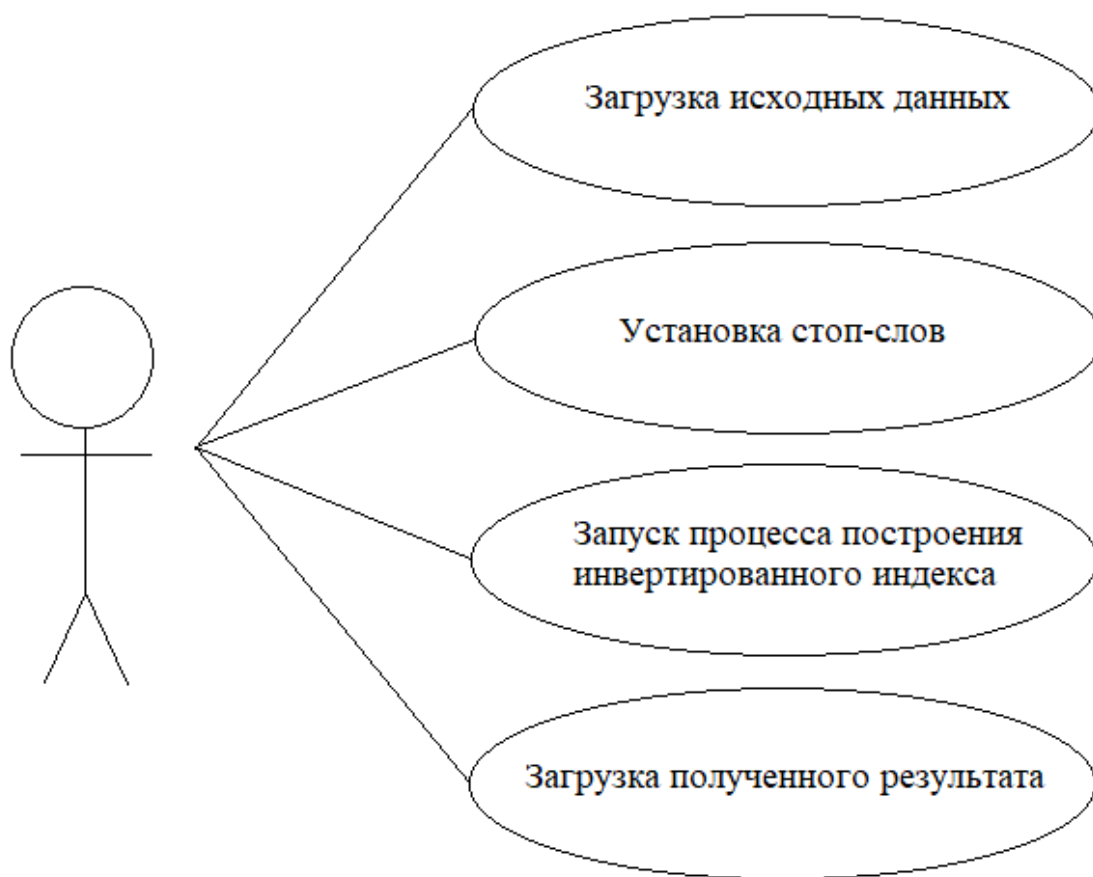 Загрузка исходных данных
Установка стоп-слов
Запуск процесса построения
инвертированного индекса
Загрузка полученного результата